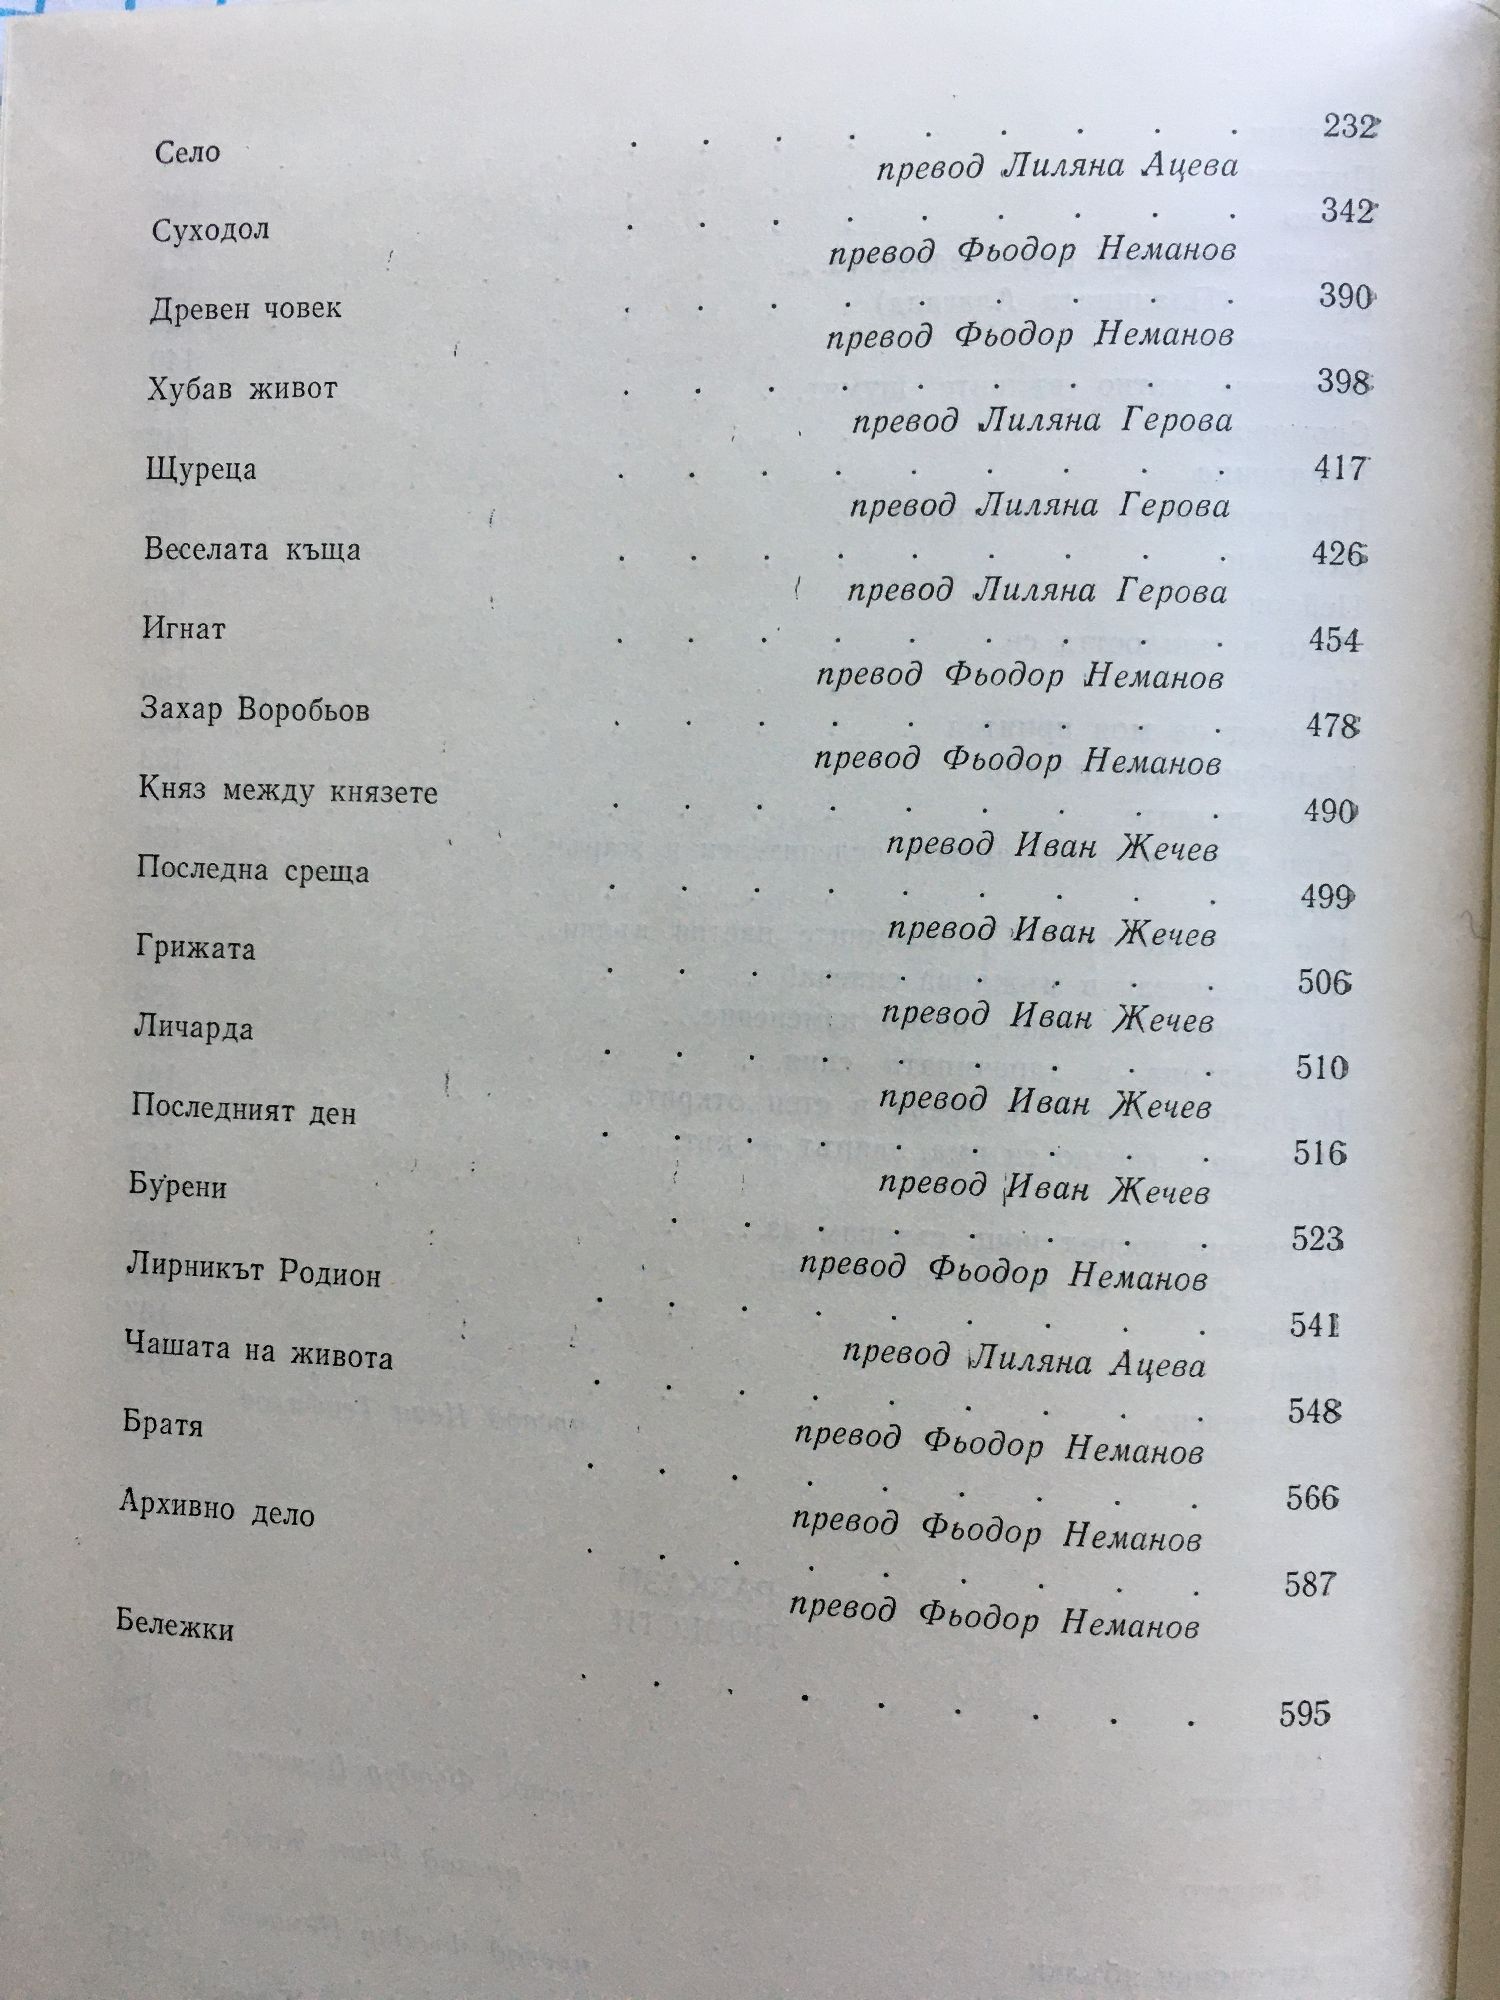 Село . . . . . . . . . 232
превод Лиляна Ацева
Суходол . . . . . . . . . 342
превод Фьодор Неманов
Древен човек . . . . . . . . . 390
превод Фьодор Неманов
Хубав живот . . . . . . . . . 398
превод Лиляна Герова
Щуреца . . . . . . . . . 417
превод Лиляна Герова
Веселата къща . . . . . . . . . 426
превод Лиляна Герова
Игнат . . . . . . . . . 454
превод Фьодор Неманов
Захар Воробьов . . . . . . . . . 478
превод Фьодор Неманов
Княз между князете . . . . . . . . . 490
превод Иван Жечев
Последна среща . . . . . . . . . 499
превод Иван Жечев
Грижата . . . . . . . . . 506
превод Иван Жечев
Личарда . . . . . . . . . 510
превод Иван Жечев
Последният ден . . . . . . . . . 516
превод Иван Жечев
Бурени . . . . . . . . 523
превод Фьодор Неманов
Лирникът Родион . . . . . . . . . 541
превод Лиляна Ацева
Чашата на живота . . . . . . . . . 548
превод Фьодор Неманов
Братя . . . . . . . . 566
превод Фьодор Неманов
Архивно дело . . . . . . . . . 587
превод Фьодор Неманов
Бележки . . . . . . . . . 595